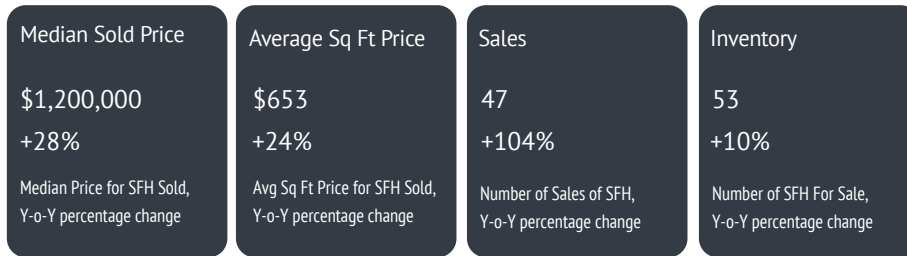 Median Sold Price
$1,200,000
+28%
Median Price for SFH Sold,
Y-o-Y percentage change
Average Sq Ft Price
$653
+24%
Avg Sq Ft Price for SFH Sold,
Y-o-Y percentage change
Sales
47
+104%
Number of Sales of SFH,
Y-o-Y percentage change
Inventory
53
+10%
Number of SFH For Sale,
Y-o-Y percentage change